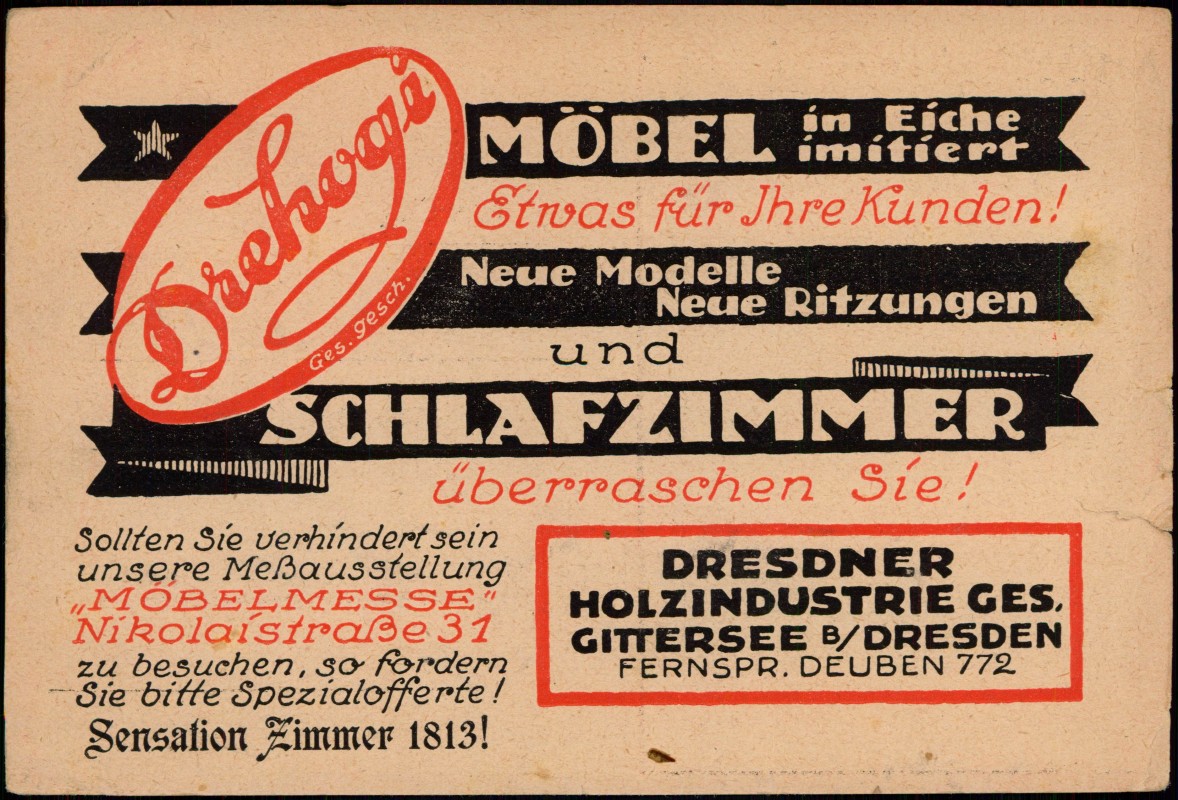 Drehogi
Ges. gesch.
MÖBEL in Eiche
imitiert
Etwas für Ihre Kunden!
Neue Modelle
Neue Ritzungen
und
SCHLAFZIMMER
überraschen Sie!
Sollten Sie verhindert sein
unsere Meßausstellung
„MÖBELMESSE“
Nikolaistraße 31
zu besuchen, so fordern
Sie bitte Spezialofferte!
Sensation Zimmer 1813!
DRESDNER
HOLZINDUSTRIE GES.
GITTERSEE B/DRESDEN
FERNSPR. DEUBEN 772